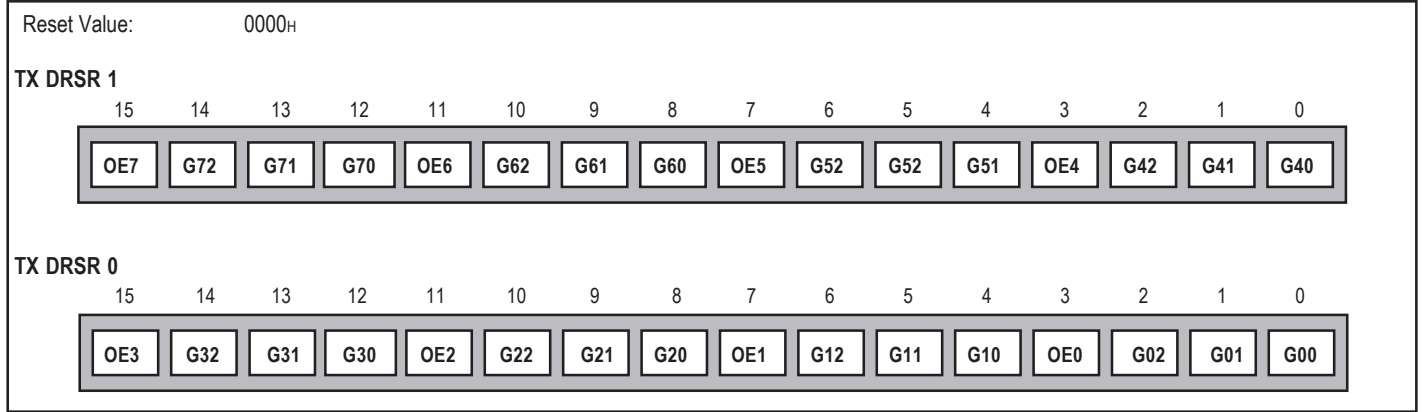 Reset Value: 0000H
TX DRSR 1
15 14 13 12 11 10 9 8 7 6 5 4 3 2 1 0
OE7 G72 G71 G70 OE6 G62 G61 G60 OE5 G52 G52 G51 OE4 G42 G41 G40
TX DRSR 0
15 14 13 12 11 10 9 8 7 6 5 4 3 2 1 0
OE3 G32 G31 G30 OE2 G22 G21 G20 OE1 G12 G11 G10 OE0 G02 G01 G00